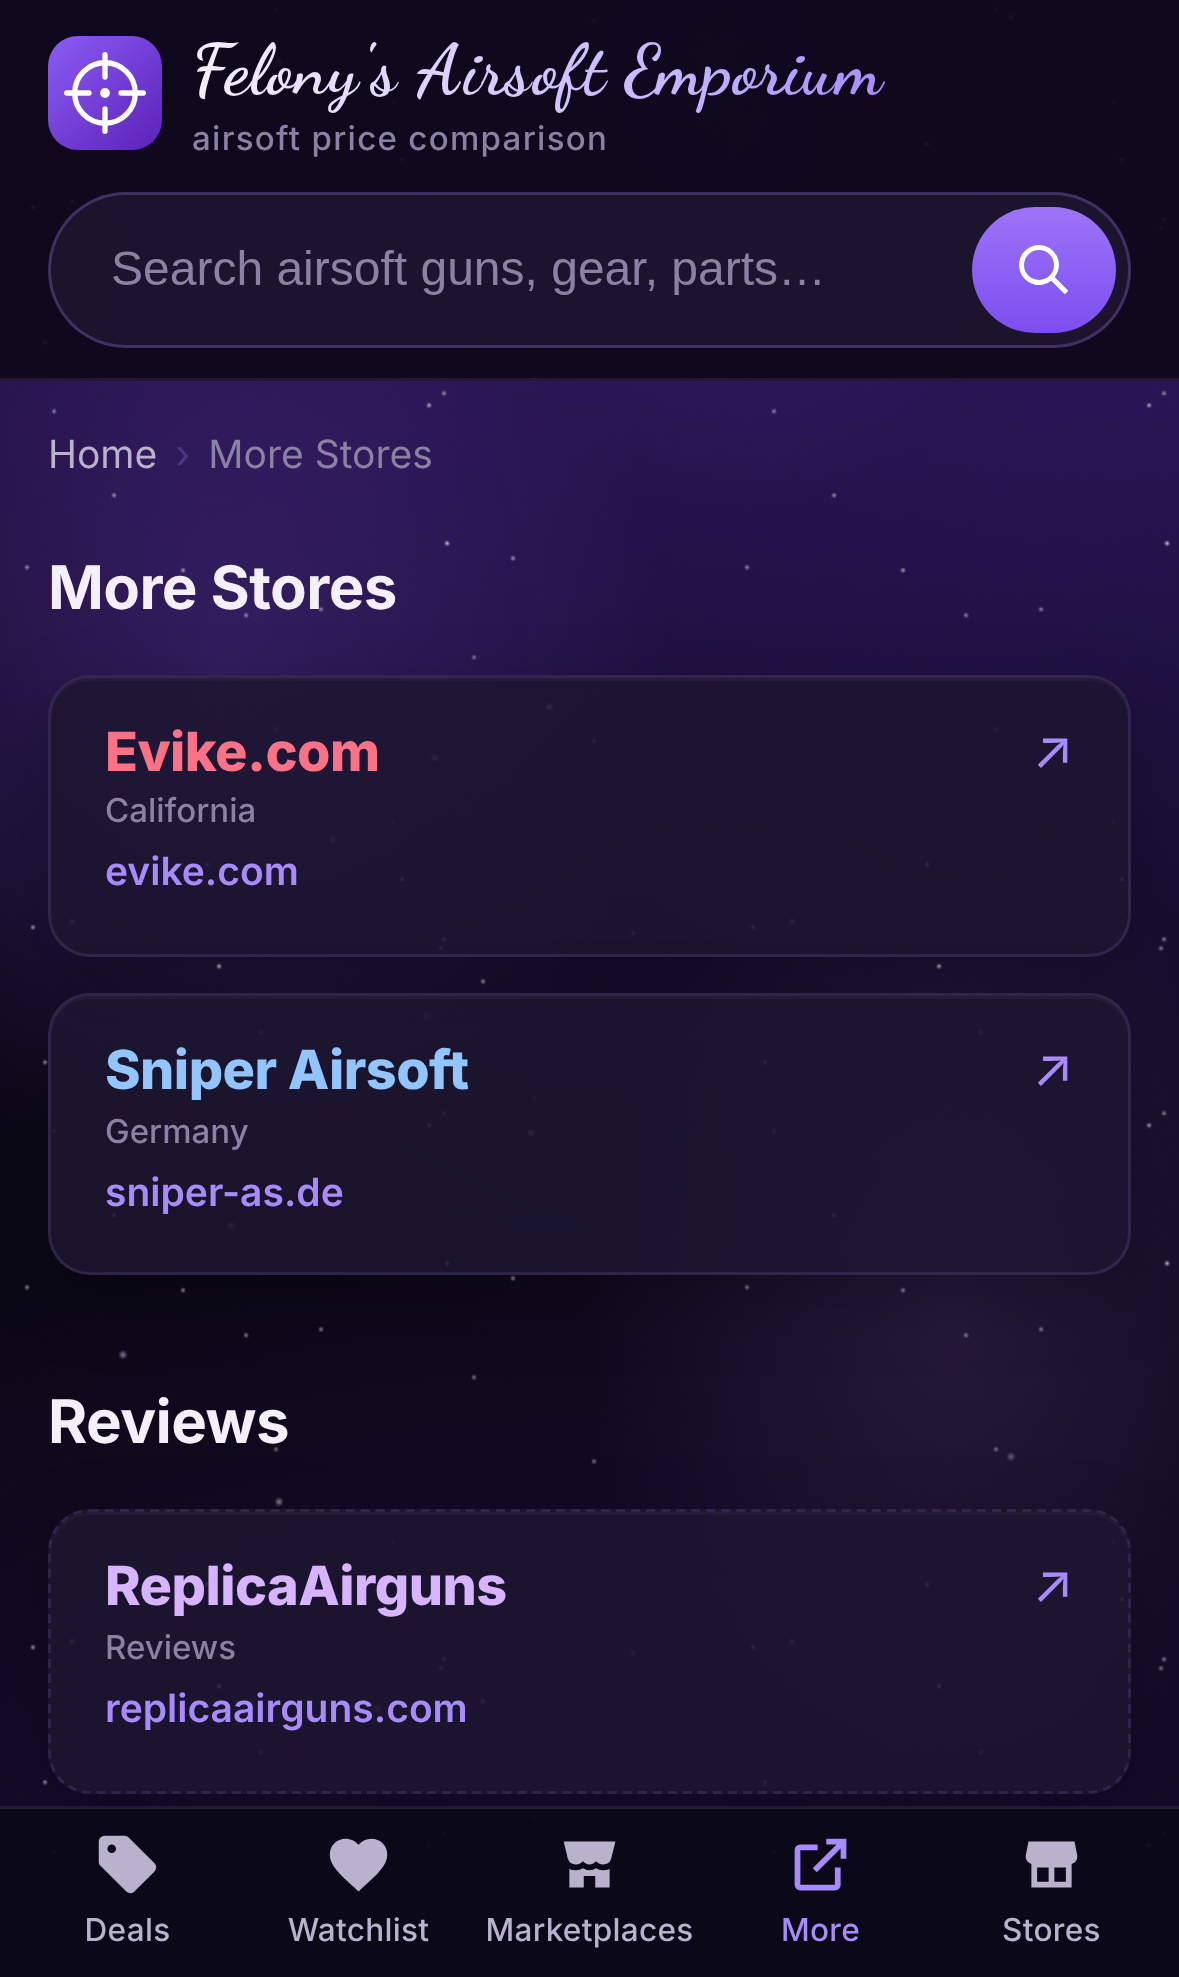 Felony's Airsoft Emporium
airsoft price comparison
Search airsoft guns, gear, parts...
Home › More Stores
More Stores
Evike.com
California
evike.com
Sniper Airsoft
Germany
sniper-as.de
Reviews
ReplicaAirguns
Reviews
replicaairguns.com
Deals Watchlist Marketplaces More Stores